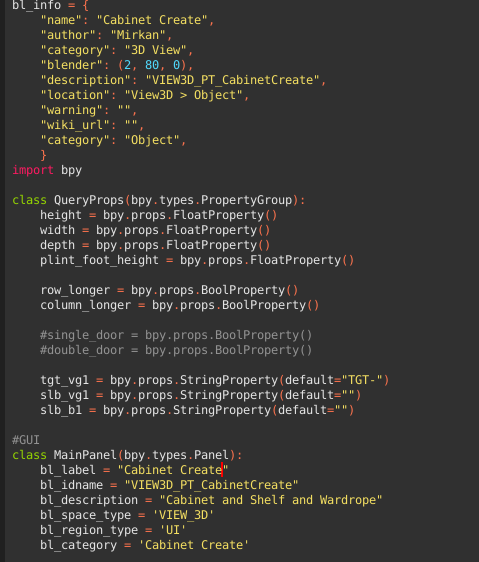 bl_info = {
    "name": "Cabinet Create",
    "author": "Mirkan",
    "category": "3D View",
    "blender": (2, 80, 0),
    "description": "VIEW3D_PT_CabinetCreate",
    "location": "View3D > Object",
    "warning": "",
    "wiki_url": "",
    "category": "Object",
    }
import bpy

class QueryProps(bpy.types.PropertyGroup):
    height = bpy.props.FloatProperty()
    width = bpy.props.FloatProperty()
    depth = bpy.props.FloatProperty()
    plint_foot_height = bpy.props.FloatProperty()

    row_longer = bpy.props.BoolProperty()
    column_longer = bpy.props.BoolProperty()

    #single_door = bpy.props.BoolProperty()
    #double_door = bpy.props.BoolProperty()

    tgt_vg1 = bpy.props.StringProperty(default="TGT-")
    slb_vg1 = bpy.props.StringProperty(default="")
    slb_b1 = bpy.props.StringProperty(default="")

#GUI
class MainPanel(bpy.types.Panel):
    bl_label = "Cabinet Create"
    bl_idname = "VIEW3D_PT_CabinetCreate"
    bl_description = "Cabinet and Shelf and Wardrope"
    bl_space_type = 'VIEW_3D'
    bl_region_type = 'UI'
    bl_category = 'Cabinet Create'